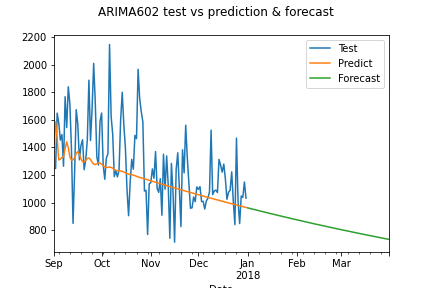 ARIMA602 test vs prediction & forecast
2200
2000
1800
1600
1400
1200
1000
800
Test
Predict
Forecast
Sep Oct Nov Dec Jan Feb Mar
2018
Date